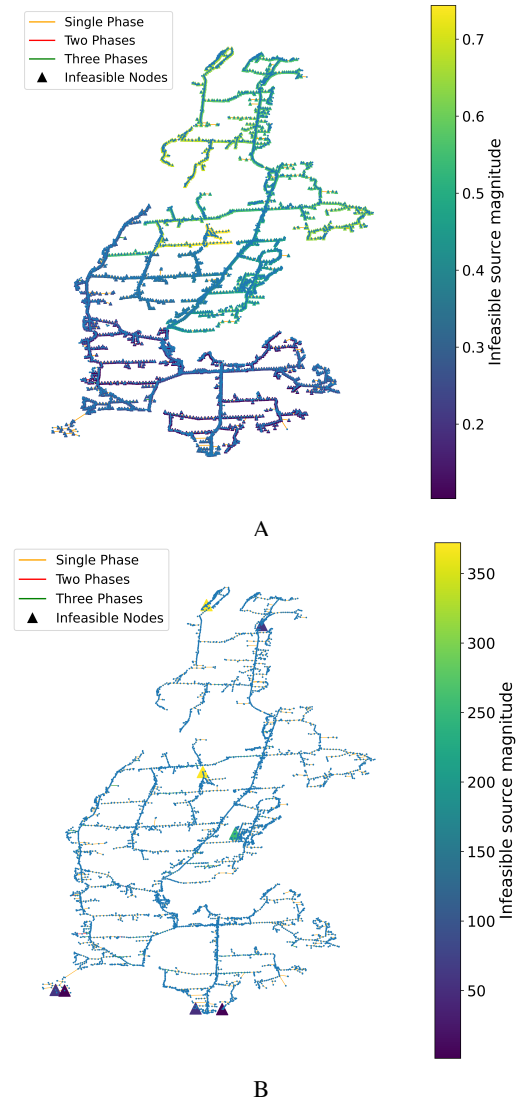 Single Phase
Two Phases
Three Phases
Infeasible Nodes
0.7
0.6
0.5
0.4
0.3
0.2
Infeasible source magnitude
A
Single Phase
Two Phases
Three Phases
Infeasible Nodes
350
300
250
200
150
100
50
Infeasible source magnitude
B